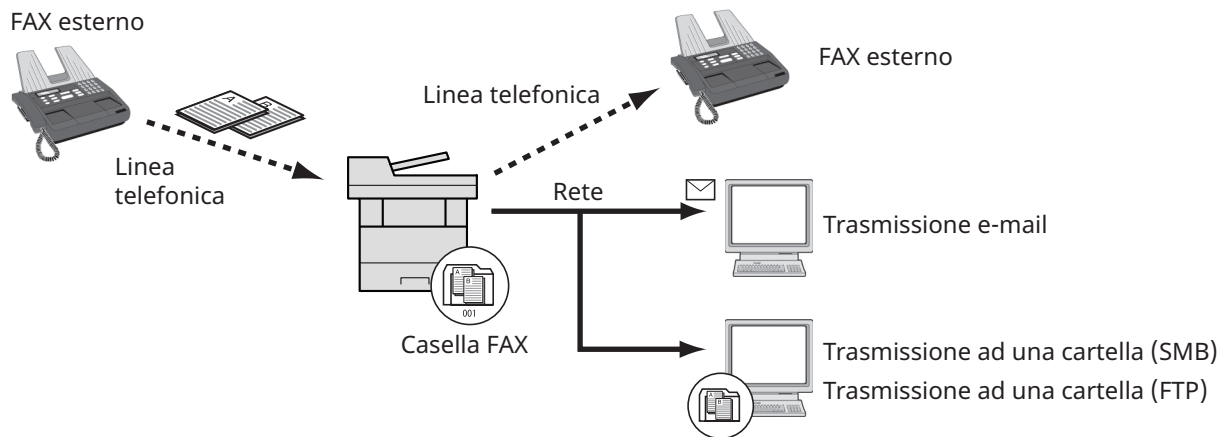 FAX esterno
FAX esterno
Linea telefonica
A
B
Linea
telefonica
Rete
Trasmissione e-mail
A
B
001
Casella FAX
Trasmissione ad una cartella (SMB)
Trasmissione ad una cartella (FTP)
A
B